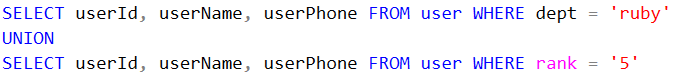 SELECT userId, userName, userPhone FROM user WHERE dept = 'ruby'
UNION
SELECT userId, userName, userPhone FROM user WHERE rank = '5'